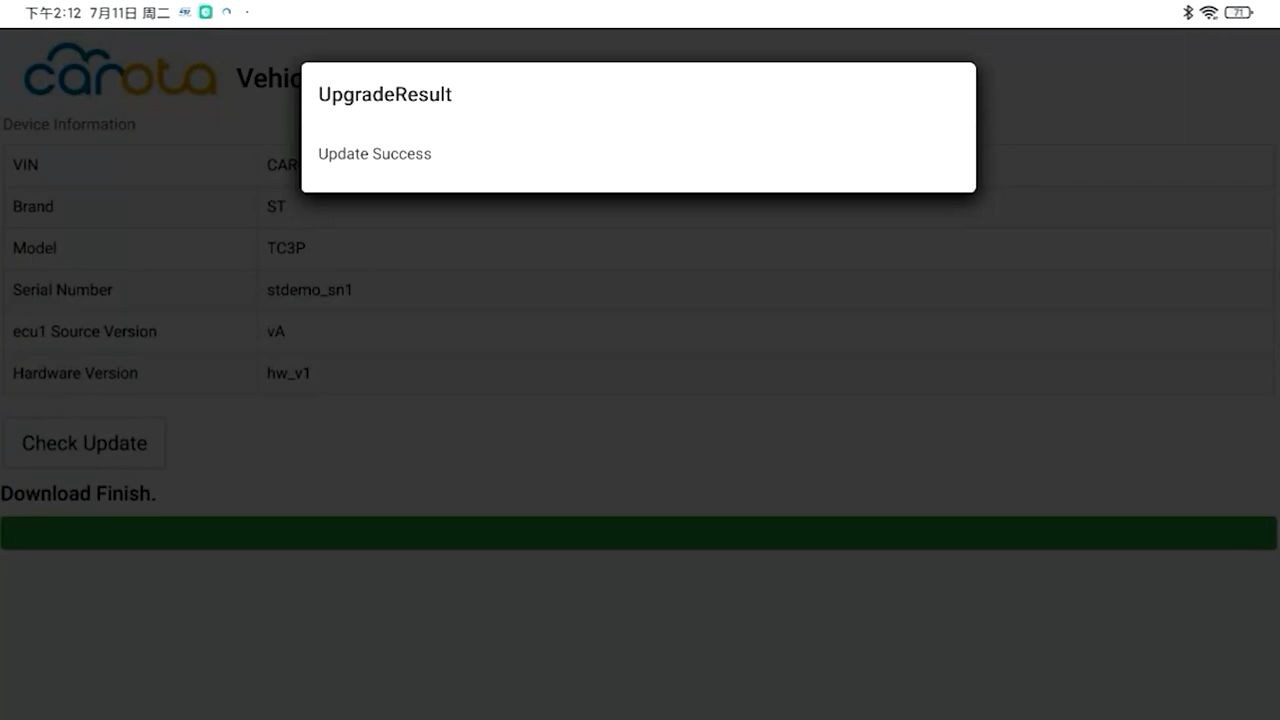 下午2:12 7月11日 周二 71
carota Vehic
UpgradeResult
Update Success
Device Information
VIN CAR
Brand ST
Model TC3P
Serial Number stdemo_sn1
ecu1 Source Version vA
Hardware Version hw_v1
Check Update
Download Finish.